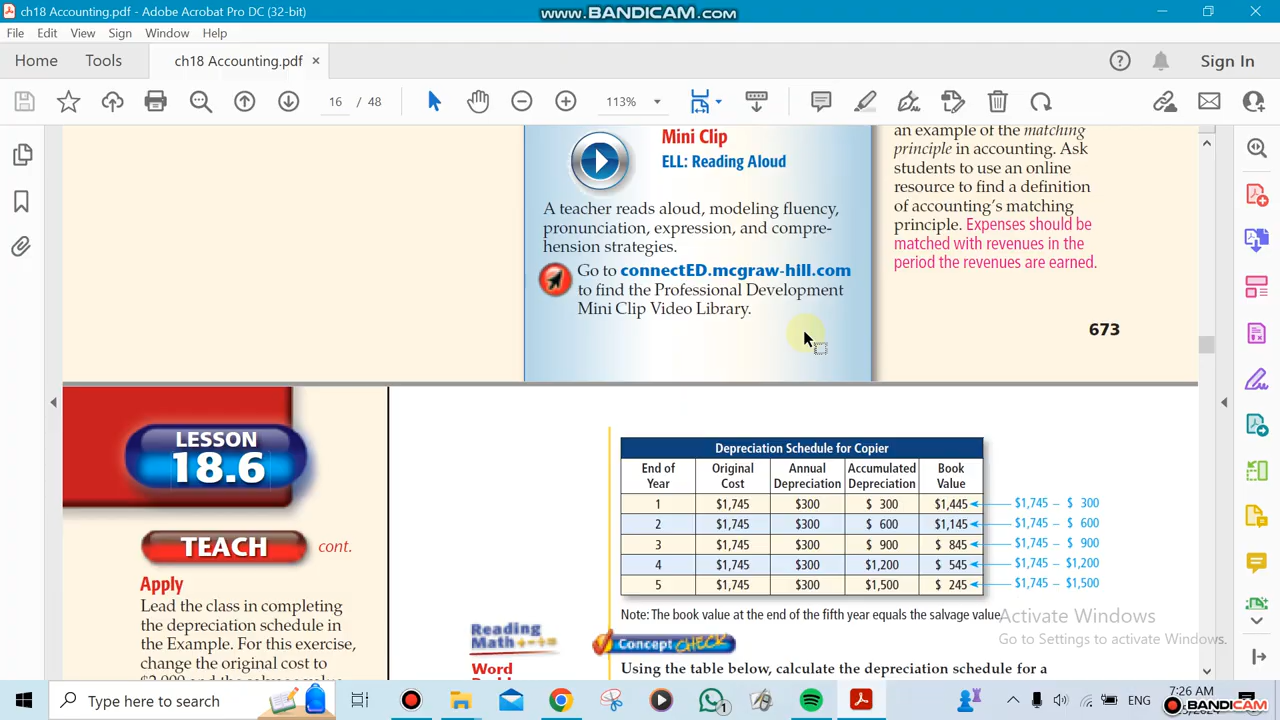 ch18 Accounting.pdf - Adobe Acrobat Pro DC (32-bit)
www.BANDICAM.com
File Edit View Sign Window Help
Home Tools ch18 Accounting.pdf × Sign In
16 / 48 113%
Mini Clip
ELL: Reading Aloud
A teacher reads aloud, modeling fluency,
pronunciation, expression, and compre-
hension strategies.
Go to connectED.mcgraw-hill.com
to find the Professional Development
Mini Clip Video Library.
an example of the matching
principle in accounting. Ask
students to use an online
resource to find a definition
of accounting's matching
principle. Expenses should be
matched with revenues in the
period the revenues are earned.
673
LESSON
18.6
TEACH cont.
Apply
Lead the class in completing
the depreciation schedule in
the Example. For this exercise,
change the original cost to
Depreciation Schedule for Copier
End of Year Original Cost Annual Depreciation Accumulated Depreciation Book Value
1 $1,745 $300 $ 300 $1,445 $1,745 – $ 300
2 $1,745 $300 $ 600 $1,145 $1,745 – $ 600
3 $1,745 $300 $ 900 $ 845 $1,745 – $ 900
4 $1,745 $300 $1,200 $ 545 $1,745 – $1,200
5 $1,745 $300 $1,500 $ 245 $1,745 – $1,500
Note: The book value at the end of the fifth year equals the salvage value
Reading
Math
Word
Concept CHECK
Using the table below, calculate the depreciation schedule for a
Activate Windows
Go to Settings to activate Windows.
Type here to search
1
ENG
7:26 AM
BANDICAM